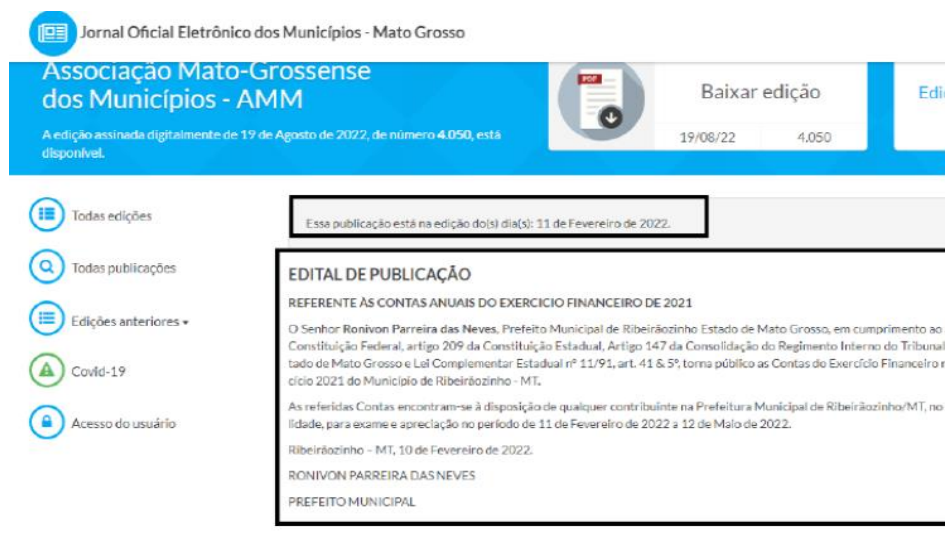 Jornal Oficial Eletrônico dos Municípios - Mato Grosso
Associação Mato-Grossense
dos Municípios - AMM
A edição assinada digitalmente de 19 de Agosto de 2022, de número 4.050, está
disponível.
PDF
Baixar edição
19/08/22 4.050
Edi
Todas edições
Todas publicações
Edições anteriores
Covid-19
Acesso do usuário
Essa publicação está na edição do(s) dia(s): 11 de Fevereiro de 2022.
EDITAL DE PUBLICAÇÃO
REFERENTE ÀS CONTAS ANUAIS DO EXERCICIO FINANCEIRO DE 2021
O Senhor Ronivon Parreira das Neves, Prefeito Municipal de Ribeirãozinho Estado de Mato Grosso, em cumprimento ao
Constituição Federal, artigo 209 da Constituição Estadual, Artigo 147 da Consolidação do Regimento Interno do Tribunal
tado de Mato Grosso e Lei Complementar Estadual nº 11/91, art. 41 & 5º, torna público as Contas do Exercício Financeiro
cício 2021 do Município de Ribeirãozinho - MT.
As referidas Contas encontram-se à disposição de qualquer contribuinte na Prefeitura Municipal de Ribeirãozinho/MT, no
lidade, para exame e apreciação no período de 11 de Fevereiro de 2022 a 12 de Maio de 2022.
Ribeirãozinho – MT, 10 de Fevereiro de 2022.
RONIVON PARREIRA DAS NEVES
PREFEITO MUNICIPAL